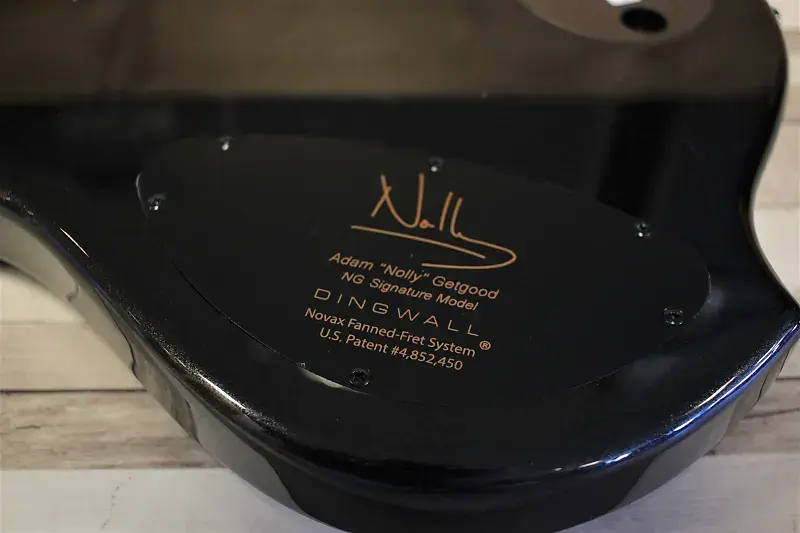 Nolly
Adam "Nolly" Getgood
NG Signature Model
DINGWALL
Novax Fanned-Fret System®
U.S. Patent #4,852,450